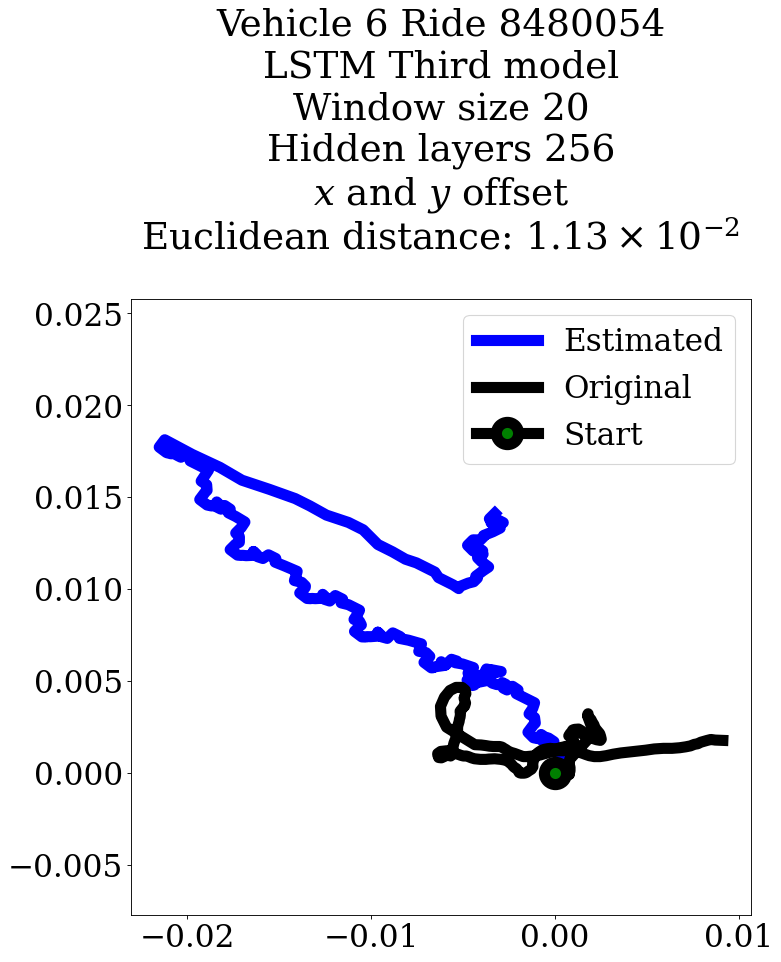 Vehicle 6 Ride 8480054
LSTM Third model
Window size 20
Hidden layers 256
x and y offset
Euclidean distance: 1.13 × 10⁻²
Estimated
Original
Start
0.025
0.020
0.015
0.010
0.005
0.000
−0.005
−0.02
−0.01
0.00
0.01